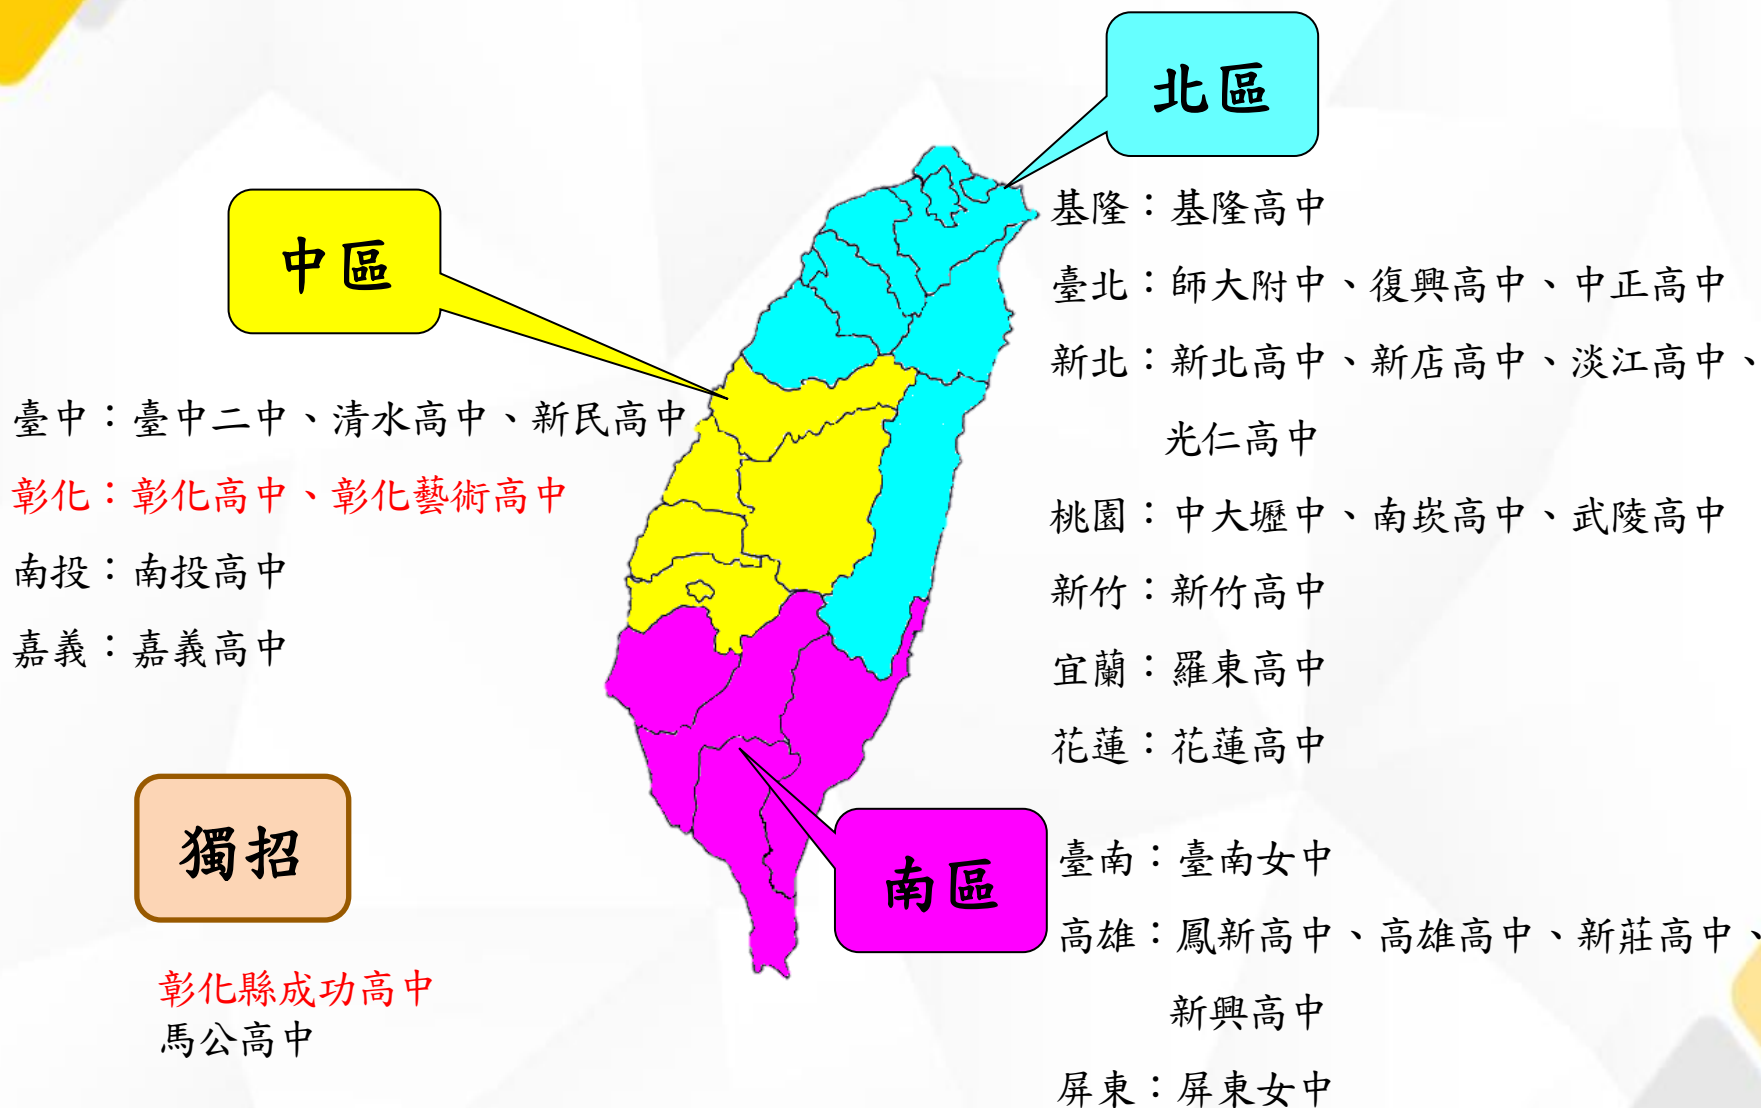 北區
基隆：基隆高中
臺北：師大附中、復興高中、中正高中
新北：新北高中、新店高中、淡江高中、
光仁高中
桃園：中大壢中、南崁高中、武陵高中
新竹：新竹高中
宜蘭：羅東高中
花蓮：花蓮高中
中區
臺中：臺中二中、清水高中、新民高中
彰化：彰化高中、彰化藝術高中
南投：南投高中
嘉義：嘉義高中
獨招
彰化縣成功高中
馬公高中
南區
臺南：臺南女中
高雄：鳳新高中、高雄高中、新莊高中、
新興高中
屏東：屏東女中